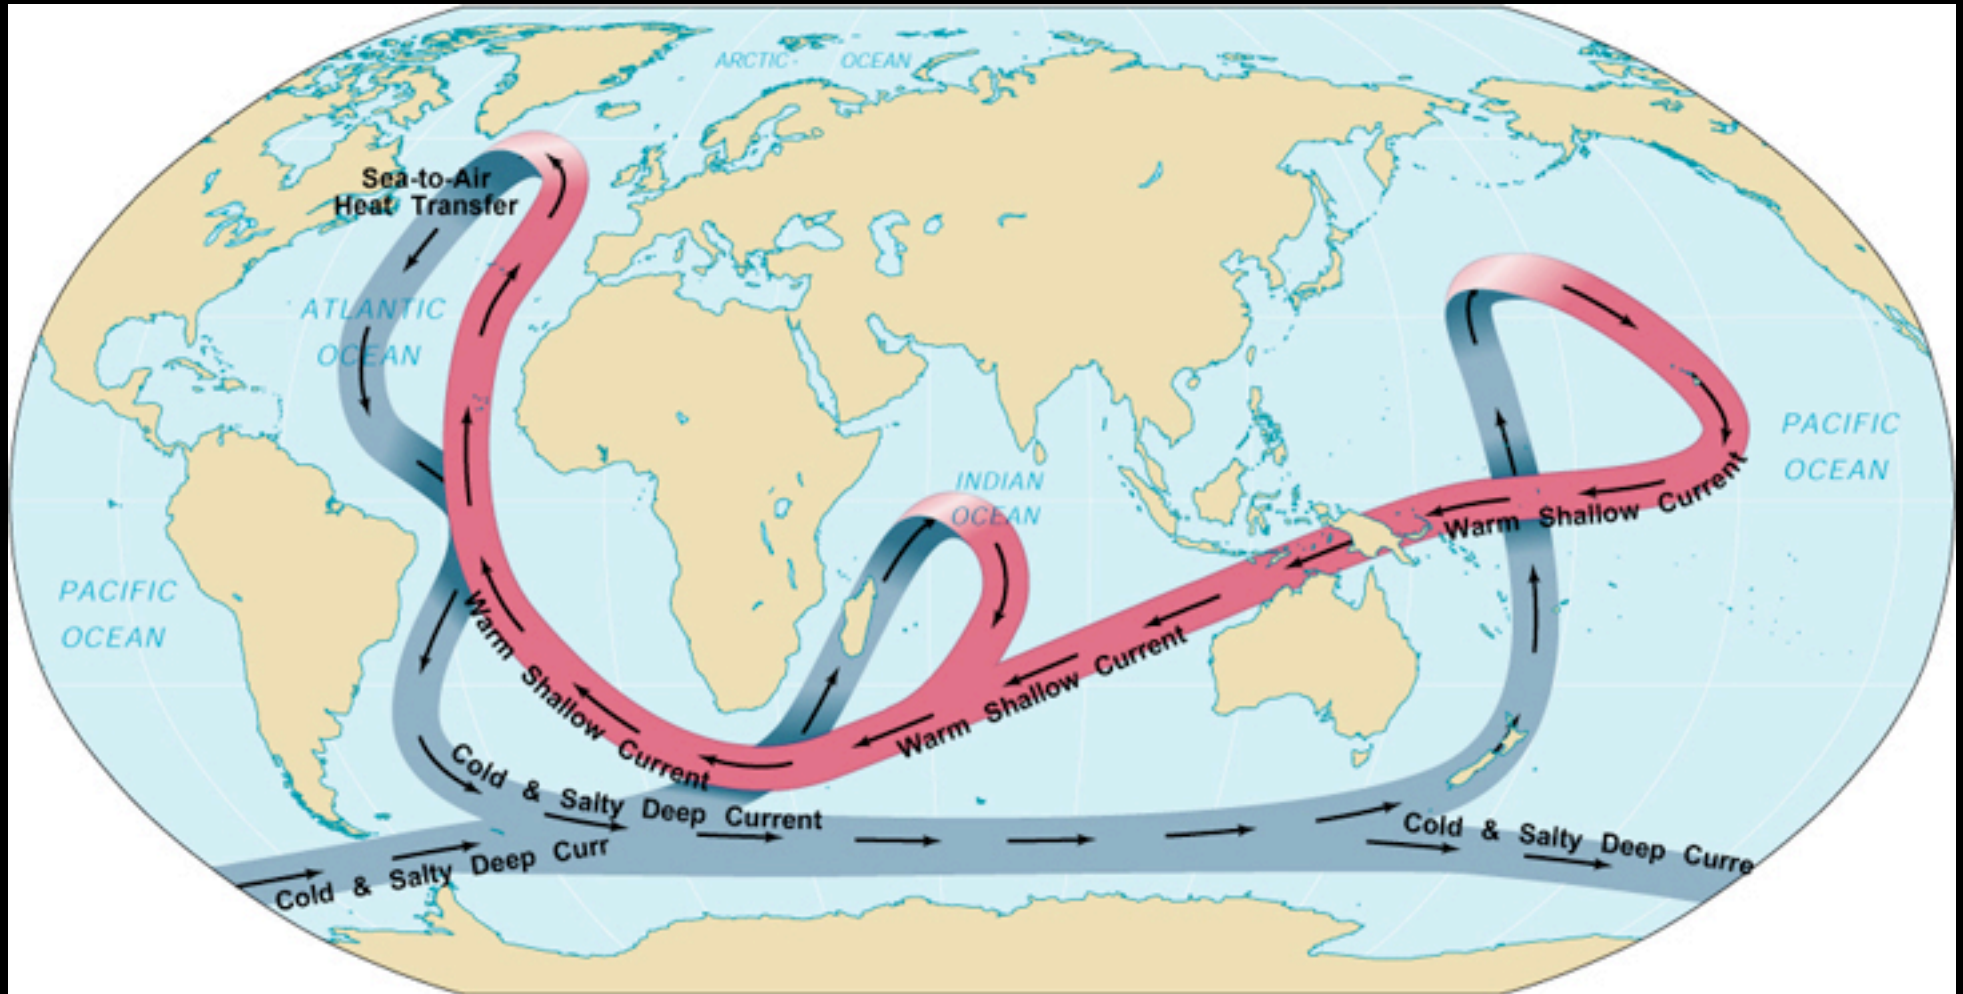 ARCTIC OCEAN
Sea-to-Air
Heat Transfer
ATLANTIC
OCEAN
PACIFIC
OCEAN
INDIAN
OCEAN
Warm Shallow Current
PACIFIC
OCEAN
Warm Shallow Current
Warm Shallow Current
Cold & Salty Deep Current
Cold & Salty Deep Curr
Cold & Salty Deep Curre